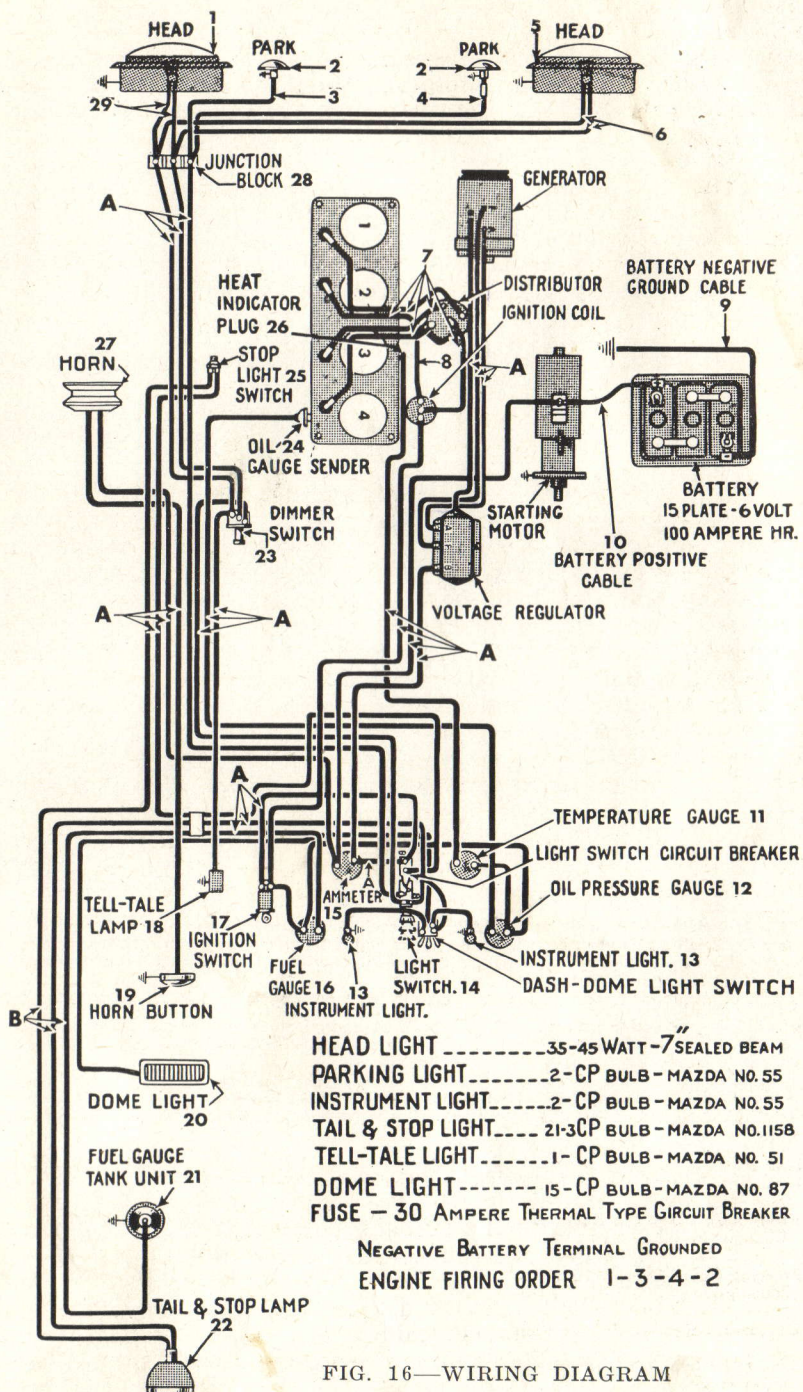 1
5
HEAD
PARK
PARK
HEAD
2
2
29
3
4
6
JUNCTION
BLOCK 28
A
GENERATOR
1
2
3
4
7
HEAT
INDICATOR
PLUG 26
DISTRIBUTOR
IGNITION COIL
BATTERY NEGATIVE
GROUND CABLE
9
27
HORN
STOP
LIGHT 25
SWITCH
8
A
OIL 24
GAUGE SENDER
DIMMER
SWITCH
23
STARTING
MOTOR
10
BATTERY POSITIVE
CABLE
BATTERY
15 PLATE - 6 VOLT
100 AMPERE HR.
VOLTAGE REGULATOR
A
A
A
A
TEMPERATURE GAUGE 11
LIGHT SWITCH CIRCUIT BREAKER
OIL PRESSURE GAUGE 12
TELL-TALE
LAMP 18
17
IGNITION
SWITCH
A
AMMETER
15
FUEL
GAUGE 16
13
INSTRUMENT LIGHT.
LIGHT
SWITCH. 14
INSTRUMENT LIGHT. 13
DASH-DOME LIGHT SWITCH
19
HORN BUTTON
B
DOME LIGHT
20
FUEL GAUGE
TANK UNIT 21
TAIL & STOP LAMP
22
HEAD LIGHT ________ 35-45 WATT-7" SEALED BEAM
PARKING LIGHT_______ 2-CP BULB-MAZDA NO. 55
INSTRUMENT LIGHT____ 2-CP BULB-MAZDA NO. 55
TAIL & STOP LIGHT____ 21-3CP BULB-MAZDA NO. 1158
TELL-TALE LIGHT______ 1-CP BULB-MAZDA NO. 51
DOME LIGHT------- 15-CP BULB-MAZDA NO. 87
FUSE — 30 AMPERE THERMAL TYPE CIRCUIT BREAKER
NEGATIVE BATTERY TERMINAL GROUNDED
ENGINE FIRING ORDER 1-3-4-2
FIG. 16—WIRING DIAGRAM